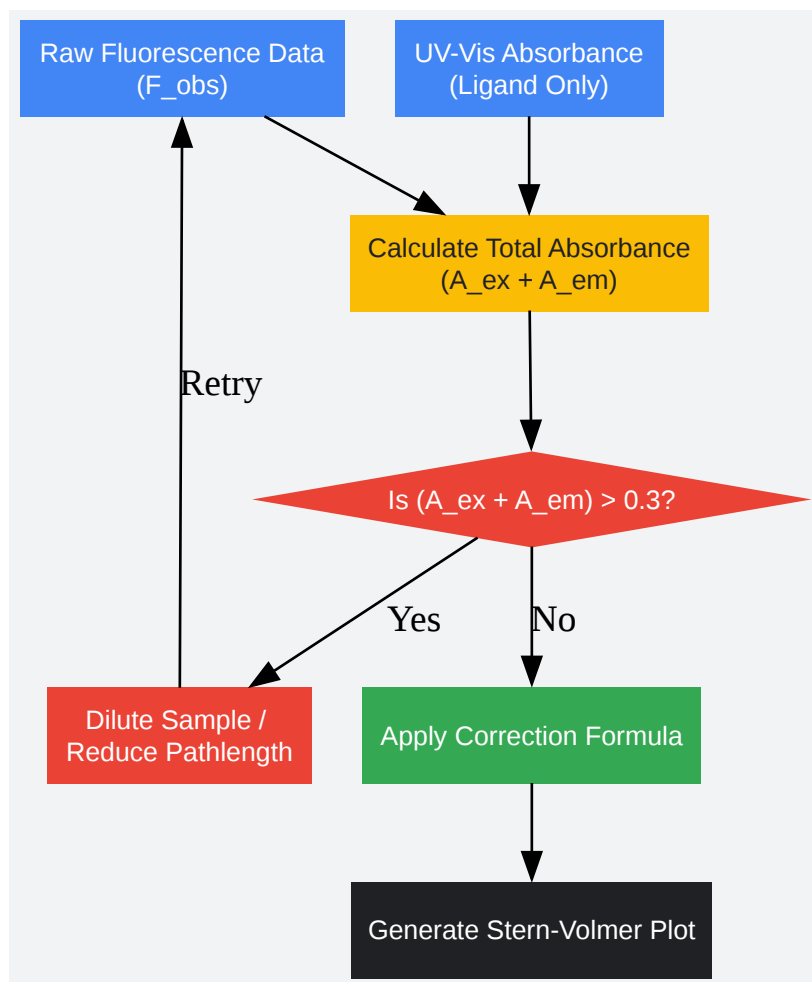 Raw Fluorescence Data
(F_obs)
UV-Vis Absorbance
(Ligand Only)
Calculate Total Absorbance
(A_ex + A_em)
Retry
Is (A_ex + A_em) > 0.3?
Yes
No
Dilute Sample /
Reduce Pathlength
Apply Correction Formula
Generate Stern-Volmer Plot